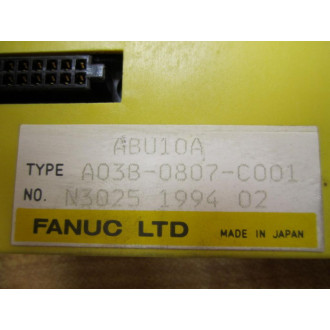 ABU10A
TYPE A03B-0807-C001
NO. N3025 1994 02
FANUC LTD MADE IN JAPAN